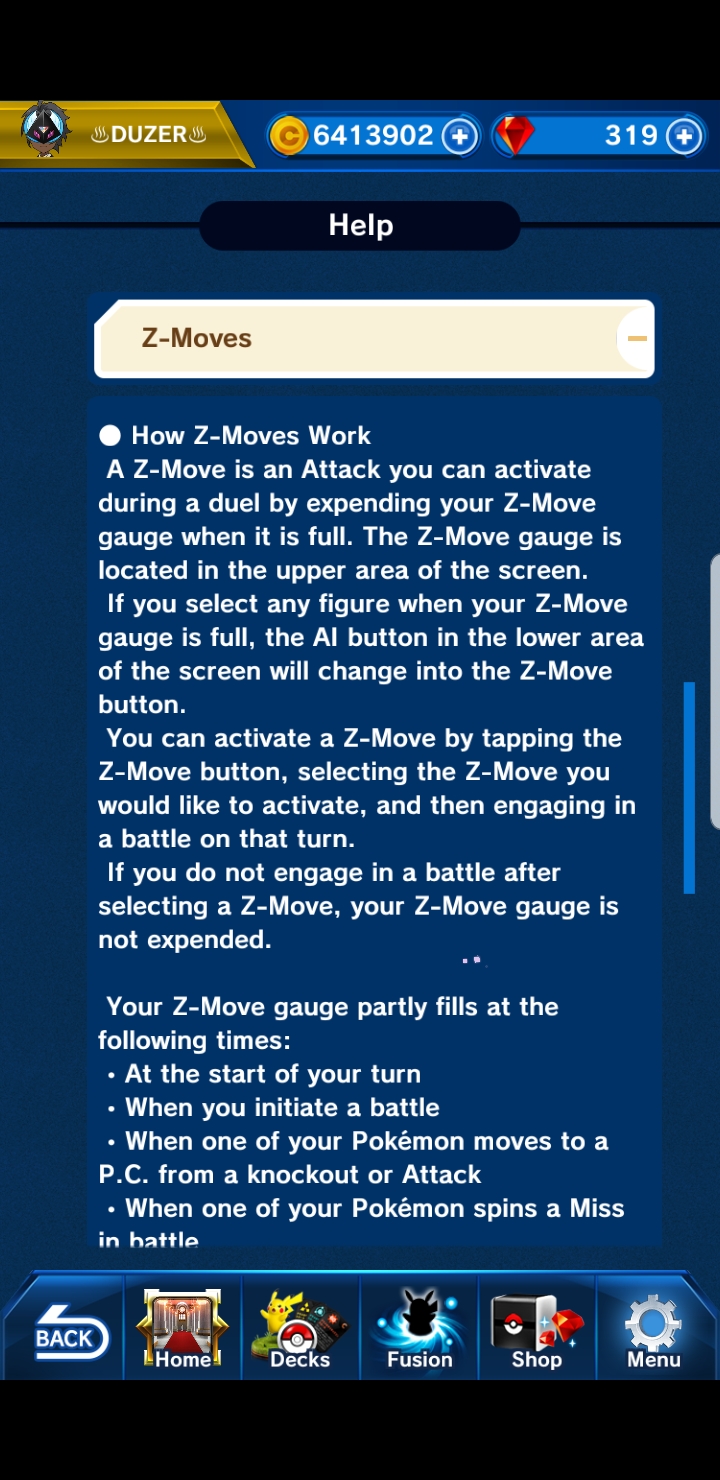 ♨DUZER♨
C 6413902
319
Help
Z-Moves
● How Z-Moves Work
A Z-Move is an Attack you can activate
during a duel by expending your Z-Move
gauge when it is full. The Z-Move gauge is
located in the upper area of the screen.
If you select any figure when your Z-Move
gauge is full, the AI button in the lower area
of the screen will change into the Z-Move
button.
You can activate a Z-Move by tapping the
Z-Move button, selecting the Z-Move you
would like to activate, and then engaging in
a battle on that turn.
If you do not engage in a battle after
selecting a Z-Move, your Z-Move gauge is
not expended.
Your Z-Move gauge partly fills at the
following times:
・At the start of your turn
・When you initiate a battle
・When one of your Pokémon moves to a
P.C. from a knockout or Attack
・When one of your Pokémon spins a Miss
in battle
BACK
Home
Decks
Fusion
Shop
Menu